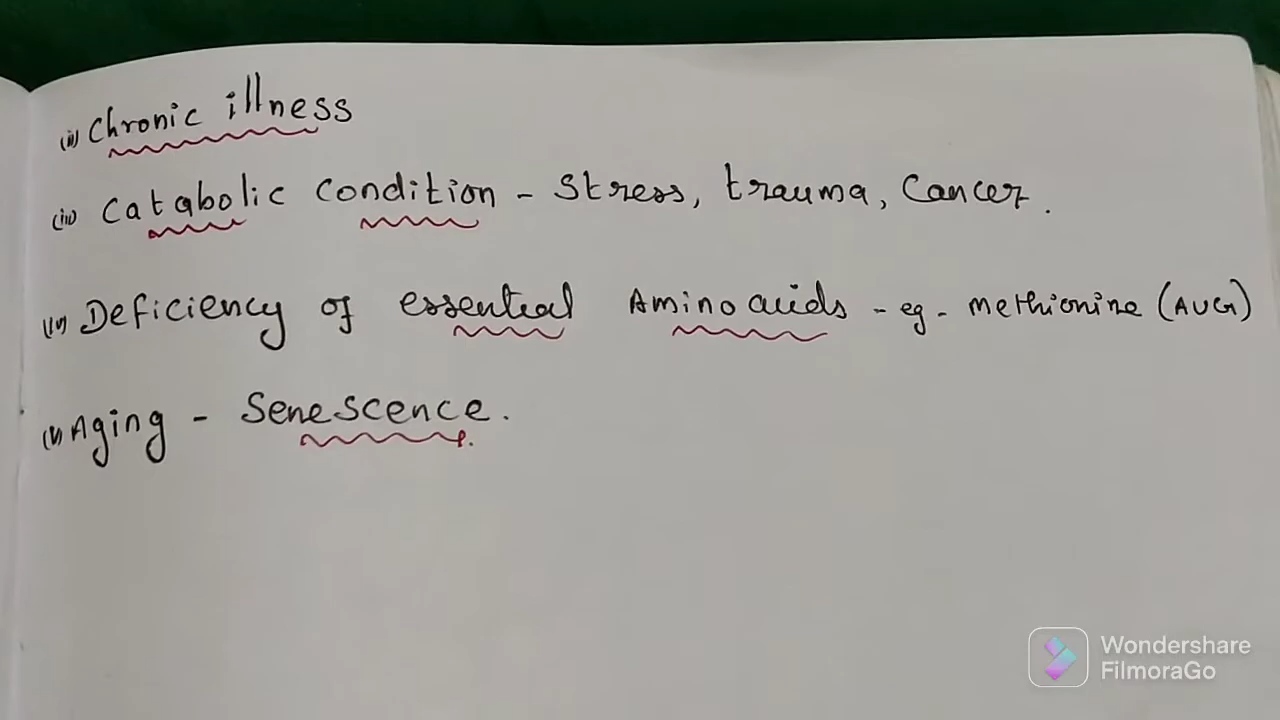 (ii) Chronic illness
(iii) Catabolic Condition - Stress, trauma, Cancer.
(iv) Deficiency of essential Amino acids - eg - methionine (AUG)
(v) Aging - Senescence.
Wondershare
FilmoraGo